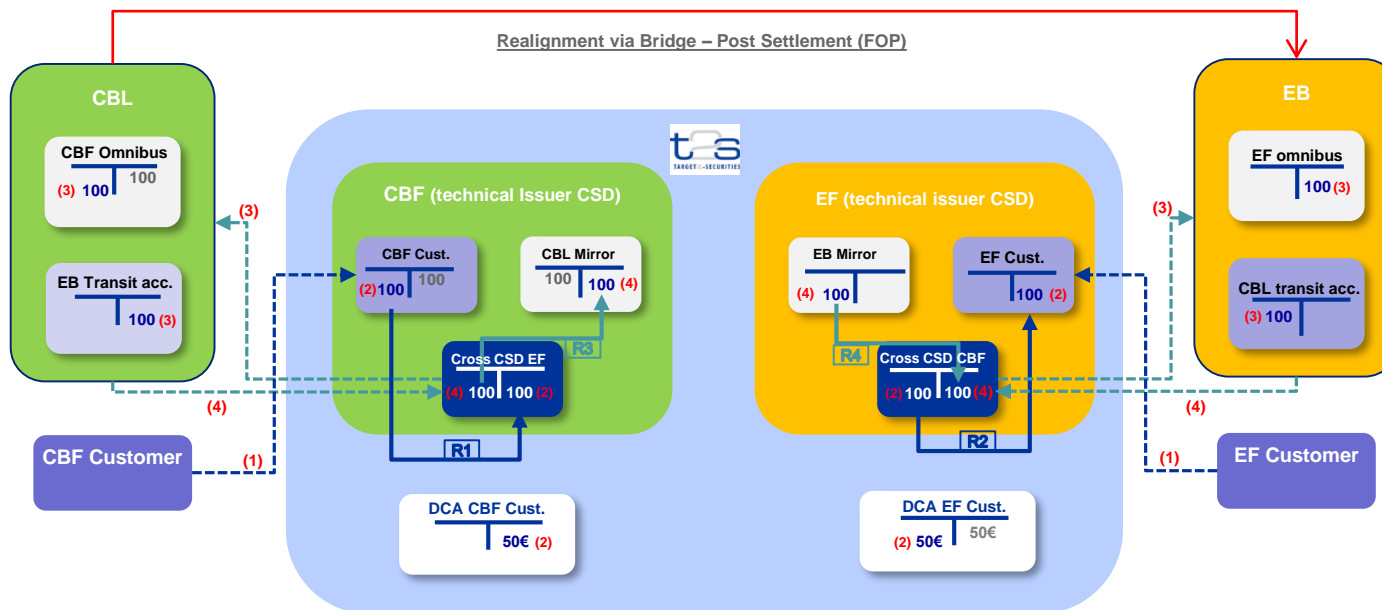 Realignment via Bridge – Post Settlement (FOP)
CBL
CBF Omnibus
100
(3) 100
EB Transit acc.
100 (3)
EB
EF omnibus
100 (3)
CBL transit acc.
(3) 100
t2s
TARGET2-SECURITIES
CBF (technical Issuer CSD)
CBF Cust.
100
(2) 100
CBL Mirror
100
100 (4)
R3
Cross CSD EF
(4) 100 100 (2)
R1
EF (technical issuer CSD)
EB Mirror
(4) 100
EF Cust.
100 (2)
R4
Cross CSD CBF
(2) 100 100 (4)
R2
(3)
(3)
(4)
(4)
CBF Customer
(1)
(1)
EF Customer
DCA CBF Cust.
50€ (2)
DCA EF Cust.
50€
(2) 50€